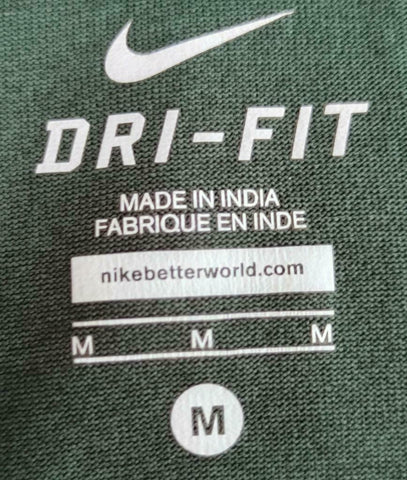 DRI-FIT
MADE IN INDIA
FABRIQUE EN INDE
nikebetterworld.com
M M M
M